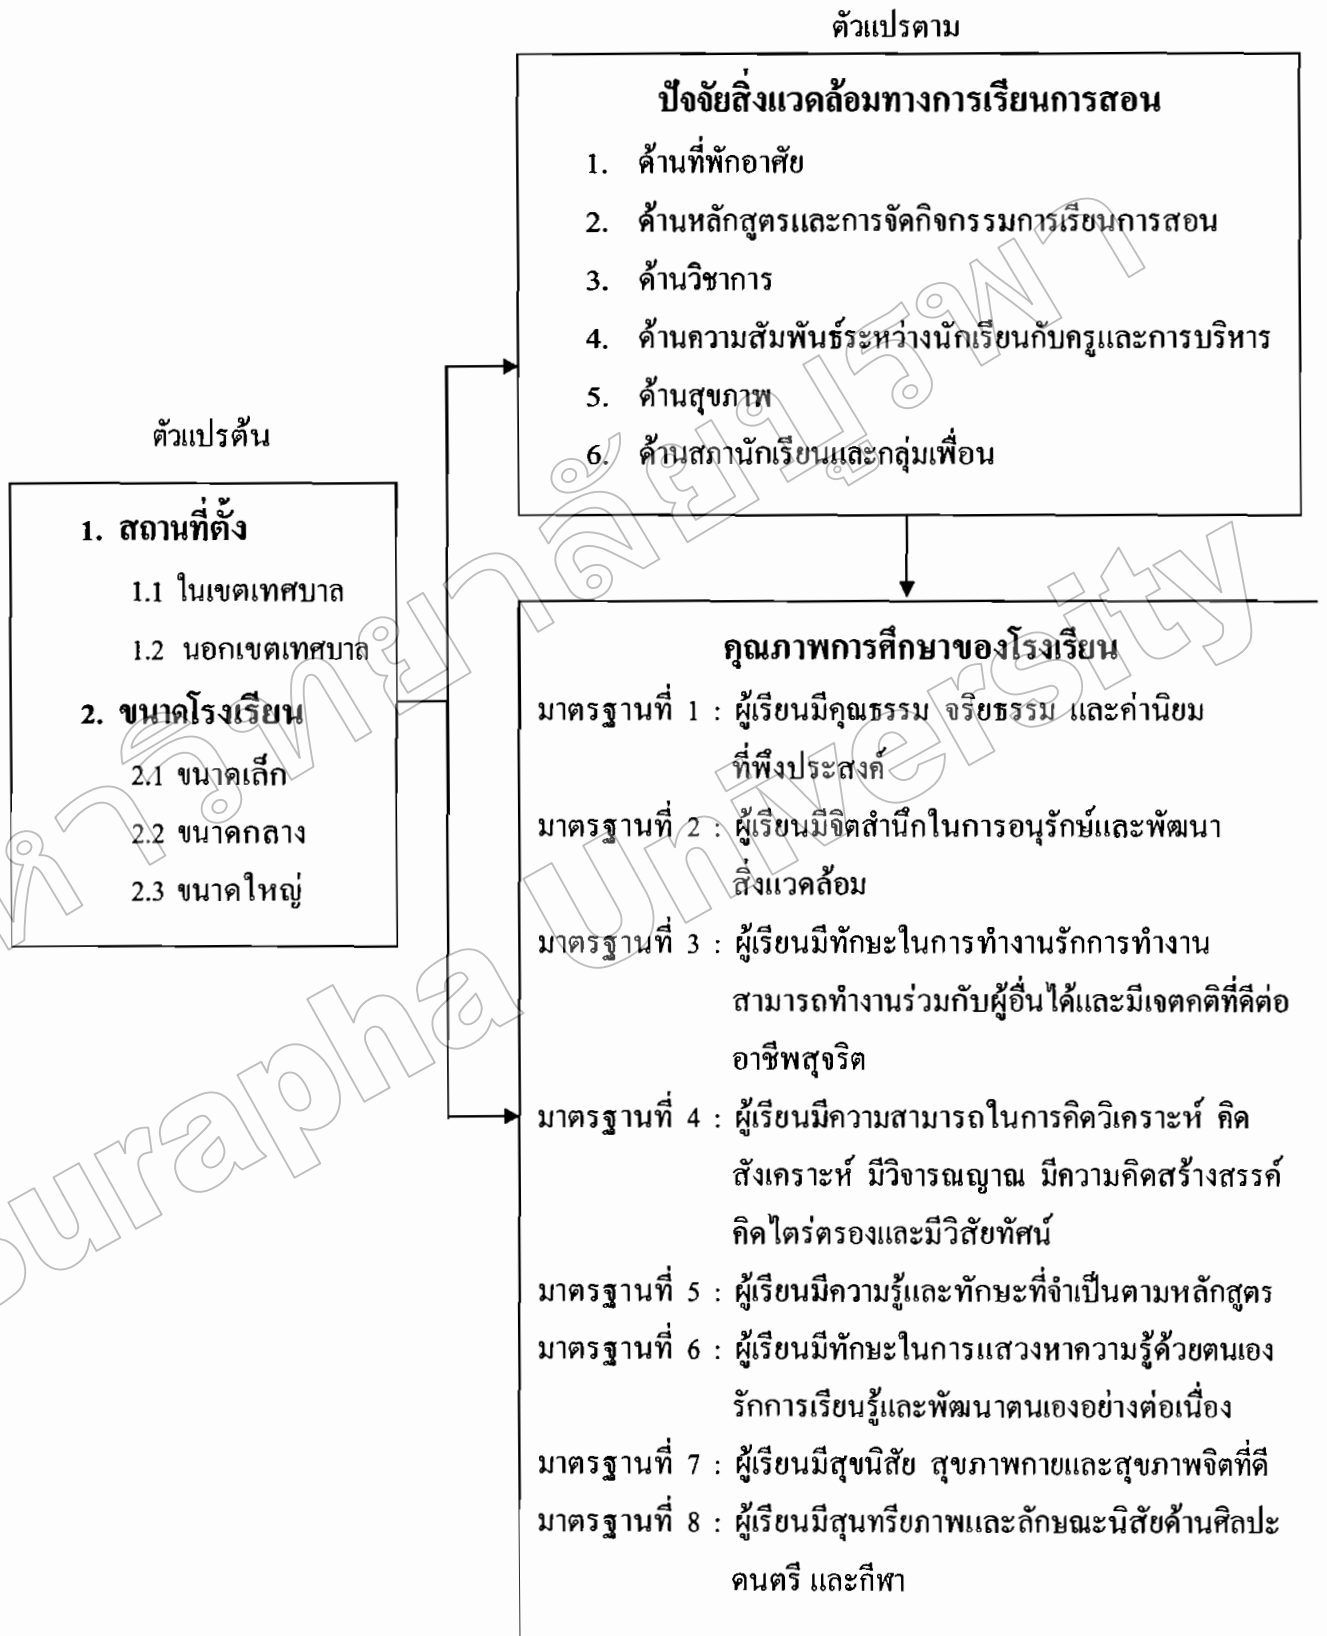 ตัวแปรตาม
ปัจจัยสิ่งแวดล้อมทางการเรียนการสอน
1. ด้านที่พักอาศัย
2. ด้านหลักสูตรและการจัดกิจกรรมการเรียนการสอน
3. ด้านวิชาการ
4. ด้านความสัมพันธ์ระหว่างนักเรียนกับครูและการบริหาร
5. ด้านสุขภาพ
6. ด้านสภานักเรียนและกลุ่มเพื่อน
ตัวแปรต้น
1. สถานที่ตั้ง
1.1 ในเขตเทศบาล
1.2 นอกเขตเทศบาล
2. ขนาดโรงเรียน
2.1 ขนาดเล็ก
2.2 ขนาดกลาง
2.3 ขนาดใหญ่
คุณภาพการศึกษาของโรงเรียน
มาตรฐานที่ 1 : ผู้เรียนมีคุณธรรม จริยธรรม และค่านิยม
ที่พึงประสงค์
มาตรฐานที่ 2 : ผู้เรียนมีจิตสำนึกในการอนุรักษ์และพัฒนา
สิ่งแวดล้อม
มาตรฐานที่ 3 : ผู้เรียนมีทักษะในการทำงานรักการทำงาน
สามารถทำงานร่วมกับผู้อื่นได้และมีเจตคติที่ดีต่อ
อาชีพสุจริต
มาตรฐานที่ 4 : ผู้เรียนมีความสามารถในการคิดวิเคราะห์ คิด
สังเคราะห์ มีวิจารณญาณ มีความคิดสร้างสรรค์
คิดไตร่ตรองและมีวิสัยทัศน์
มาตรฐานที่ 5 : ผู้เรียนมีความรู้และทักษะที่จำเป็นตามหลักสูตร
มาตรฐานที่ 6 : ผู้เรียนมีทักษะในการแสวงหาความรู้ด้วยตนเอง
รักการเรียนรู้และพัฒนาตนเองอย่างต่อเนื่อง
มาตรฐานที่ 7 : ผู้เรียนมีสุขนิสัย สุขภาพกายและสุขภาพจิตที่ดี
มาตรฐานที่ 8 : ผู้เรียนมีสุนทรียภาพและลักษณะนิสัยด้านศิลปะ
ดนตรี และกีฬา
หาวิทยาลัยบูรพา
Burapha University